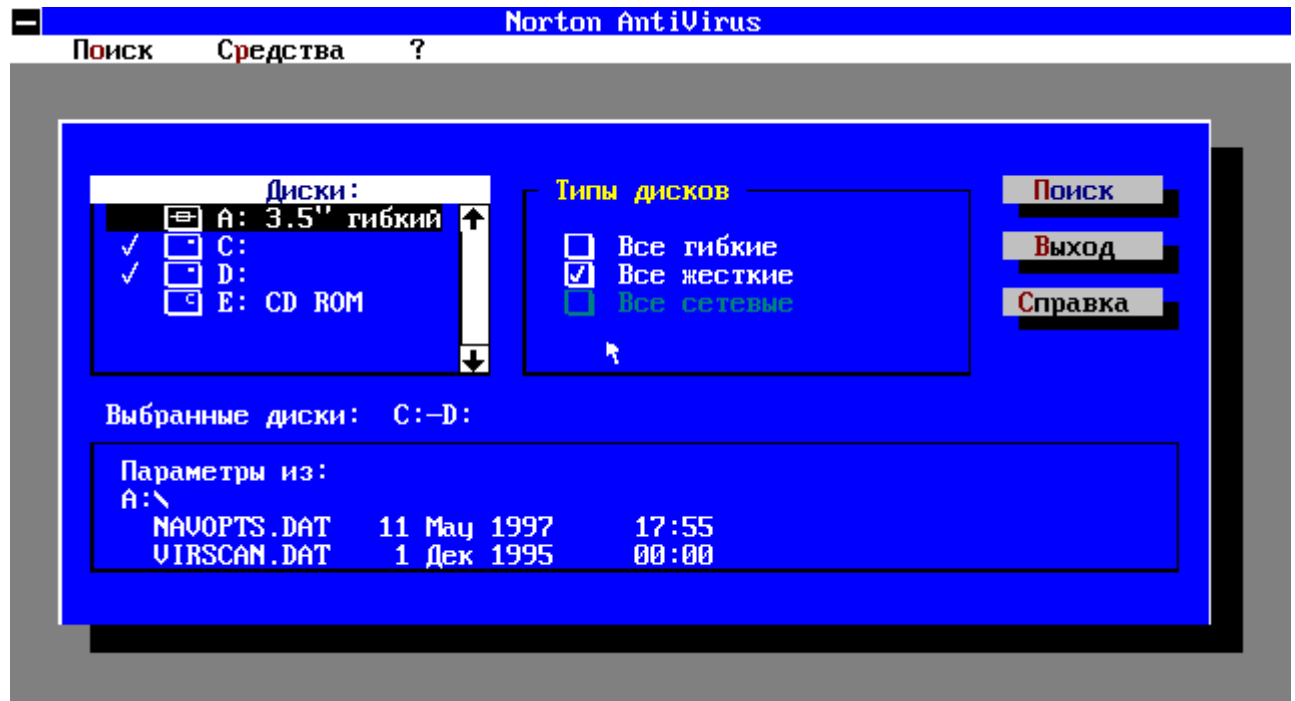 Norton AntiVirus
Поиск Средства ?
Диски:
A: 3.5'' гибкий
C:
D:
E: CD ROM
Типы дисков
Все гибкие
Все жесткие
Все сетевые
Поиск
Выход
Справка
Выбранные диски: C:-D:
Параметры из:
A:\
NAVOPTS.DAT 11 Мау 1997 17:55
VIRSCAN.DAT 1 Дек 1995 00:00